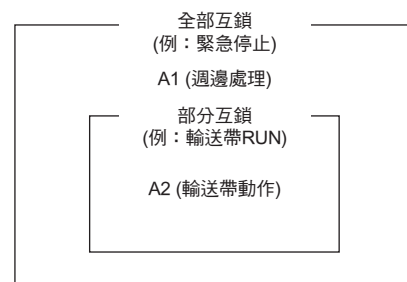 全部互鎖
(例：緊急停止)
A1 (週邊處理)
部分互鎖
(例：輸送帶RUN)
A2 (輸送帶動作)